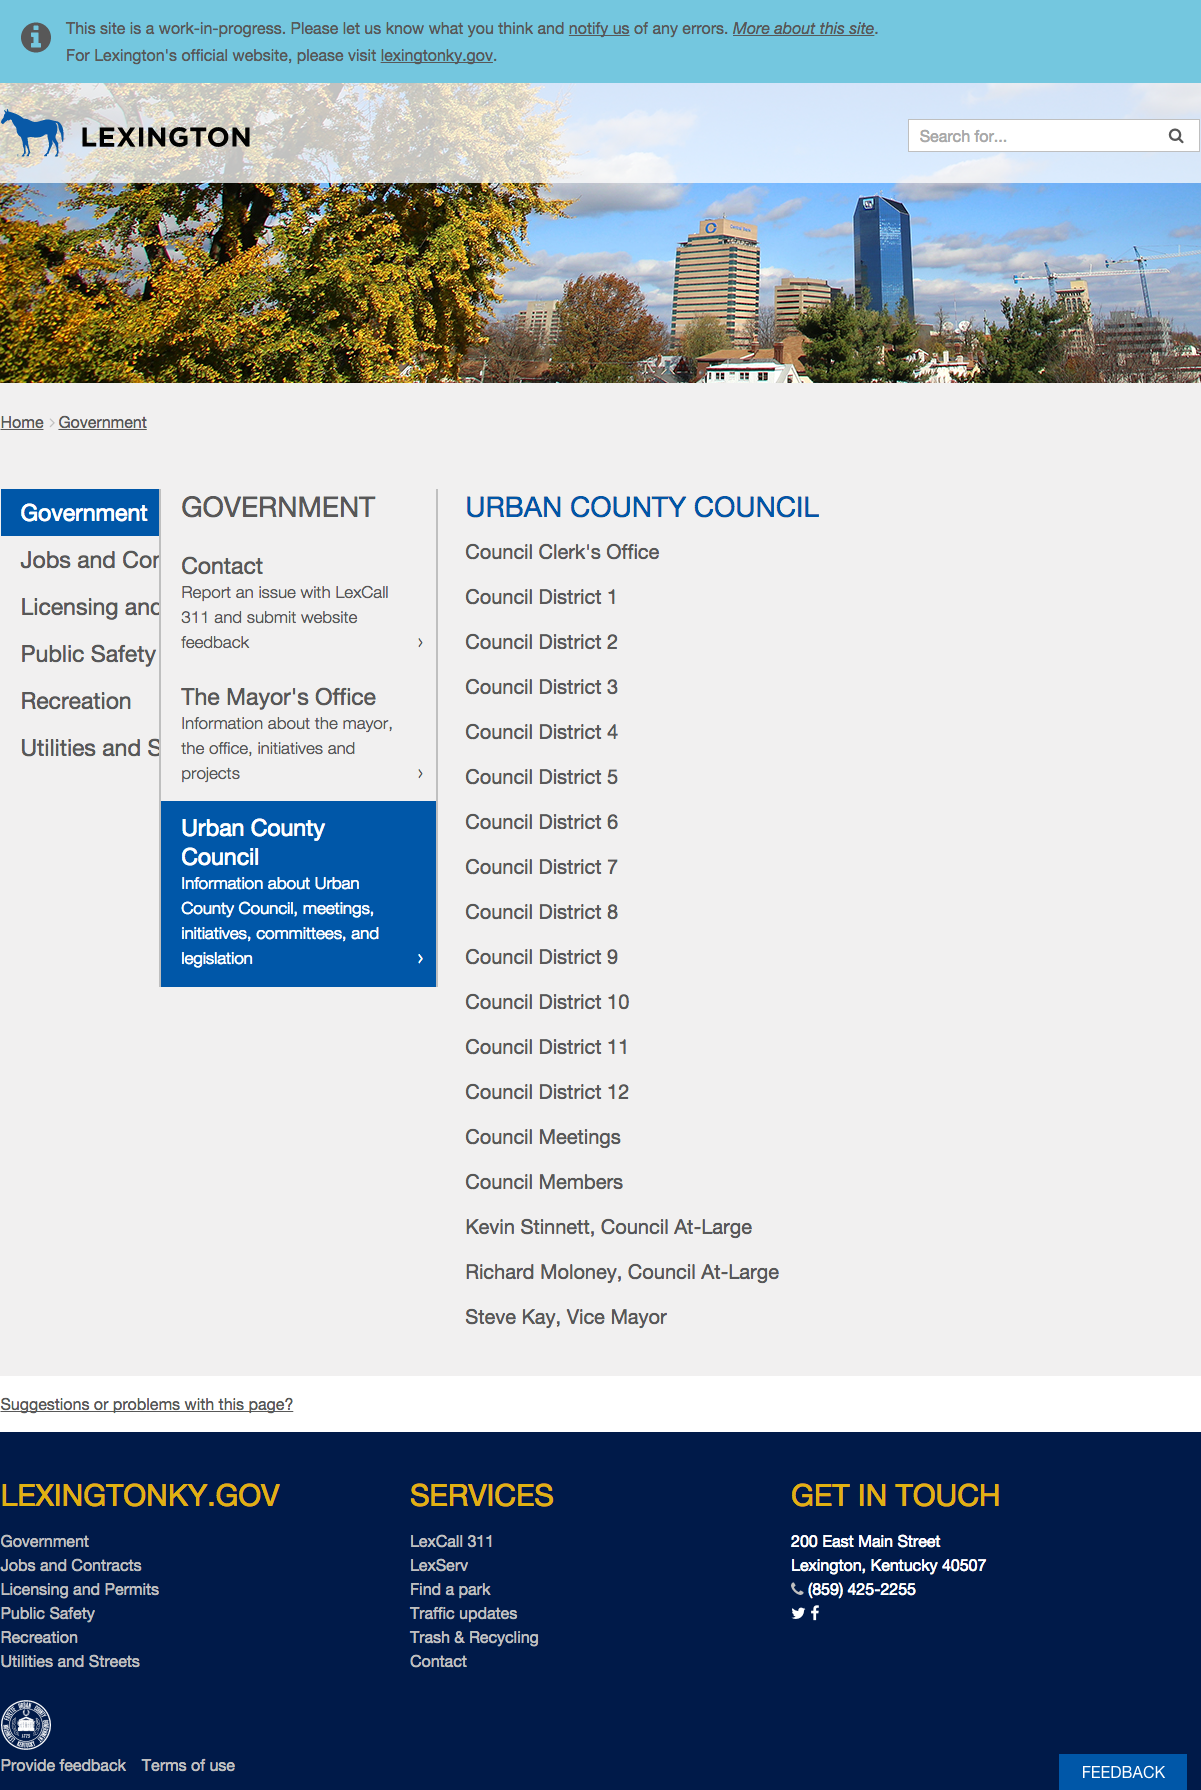 This site is a work-in-progress. Please let us know what you think and notify us of any errors. More about this site.
For Lexington's official website, please visit lexingtonky.gov.
LEXINGTON
Search for...
Home › Government
Government
Jobs and Cor
Licensing and
Public Safety
Recreation
Utilities and S
GOVERNMENT
Contact
Report an issue with LexCall
311 and submit website
feedback ›
The Mayor's Office
Information about the mayor,
the office, initiatives and
projects ›
Urban County
Council
Information about Urban
County Council, meetings,
initiatives, committees, and
legislation ›
URBAN COUNTY COUNCIL
Council Clerk's Office
Council District 1
Council District 2
Council District 3
Council District 4
Council District 5
Council District 6
Council District 7
Council District 8
Council District 9
Council District 10
Council District 11
Council District 12
Council Meetings
Council Members
Kevin Stinnett, Council At-Large
Richard Moloney, Council At-Large
Steve Kay, Vice Mayor
Suggestions or problems with this page?
LEXINGTONKY.GOV
Government
Jobs and Contracts
Licensing and Permits
Public Safety
Recreation
Utilities and Streets
SERVICES
LexCall 311
LexServ
Find a park
Traffic updates
Trash & Recycling
Contact
GET IN TOUCH
200 East Main Street
Lexington, Kentucky 40507
(859) 425-2255
Provide feedback Terms of use
FEEDBACK